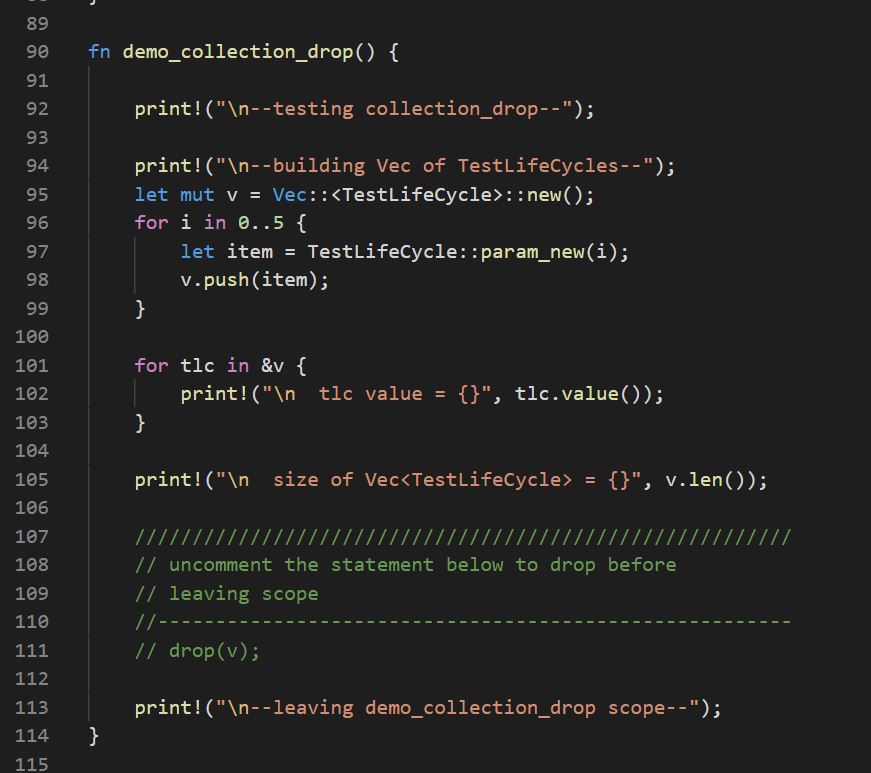 89
90 fn demo_collection_drop() {
91
92 print!("\n--testing collection_drop--");
93
94 print!("\n--building Vec of TestLifeCycles--");
95 let mut v = Vec::<TestLifeCycle>::new();
96 for i in 0..5 {
97 let item = TestLifeCycle::param_new(i);
98 v.push(item);
99 }
100
101 for tlc in &v {
102 print!("\n  tlc value = {}", tlc.value());
103 }
104
105 print!("\n  size of Vec<TestLifeCycle> = {}", v.len());
106
107 /////////////////////////////////////////////////////////
108 // uncomment the statement below to drop before
109 // leaving scope
110 //-------------------------------------------------------
111 // drop(v);
112
113 print!("\n--leaving demo_collection_drop scope--");
114 }
115